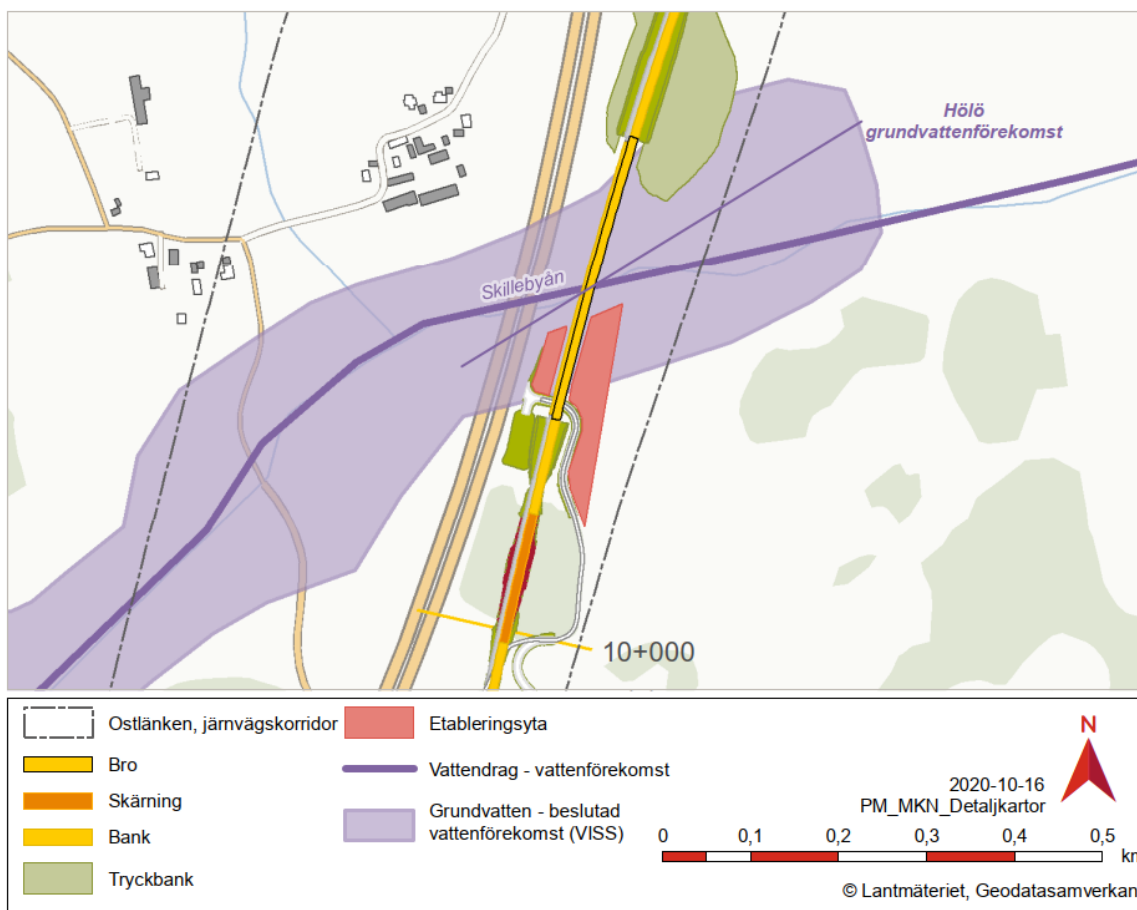 Hölö
grundvattenförekomst
Skillebyån
10+000
Ostlänken, järnvägskorridor
Bro
Skärning
Bank
Tryckbank
Etableringsyta
Vattendrag - vattenförekomst
Grundvatten - beslutad
vattenförekomst (VISS)
N
2020-10-16
PM_MKN_Detaljkartor
0 0,1 0,2 0,3 0,4 0,5
km
© Lantmäteriet, Geodatasamverkan